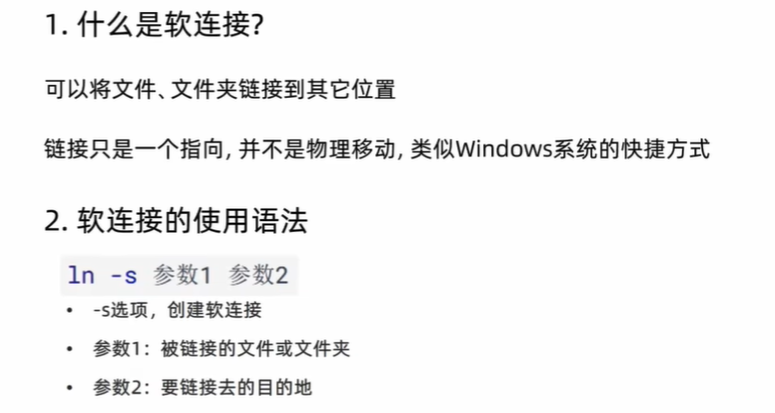 1. 什么是软连接?
可以将文件、文件夹链接到其它位置
链接只是一个指向, 并不是物理移动, 类似Windows系统的快捷方式
2. 软连接的使用语法
ln -s 参数1 参数2
• -s选项，创建软连接
• 参数1：被链接的文件或文件夹
• 参数2：要链接去的目的地